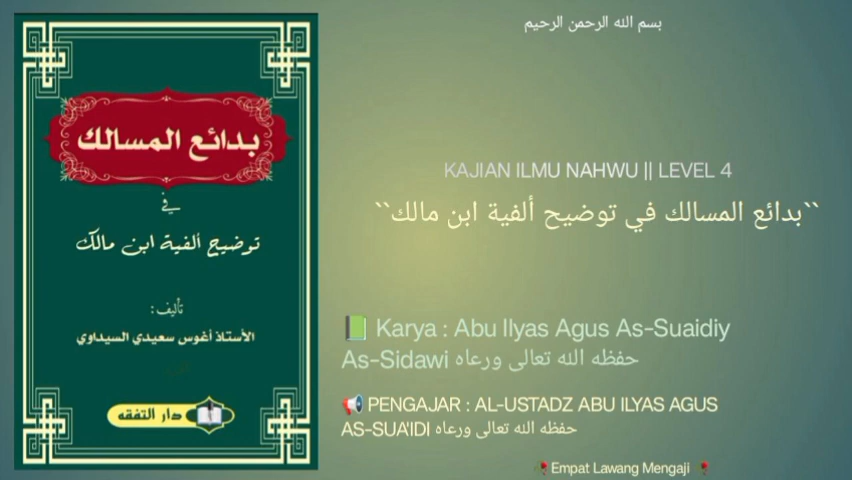 بدائع المسالك
في
توضيح ألفية ابن مالك
تأليف:
الأستاذ أغوس سعيدي السيداوي
دار التفقه
بسم الله الرحمن الرحيم
KAJIAN ILMU NAHWU || LEVEL 4
``بدائع المسالك في توضيح ألفية ابن مالك``
📗 Karya : Abu Ilyas Agus As-Suaidiy
As-Sidawi حفظه الله تعالى ورعاه
📢 PENGAJAR : AL-USTADZ ABU ILYAS AGUS
AS-SUA'IDI حفظه الله تعالى ورعاه
🥀Empat Lawang Mengaji 🌹